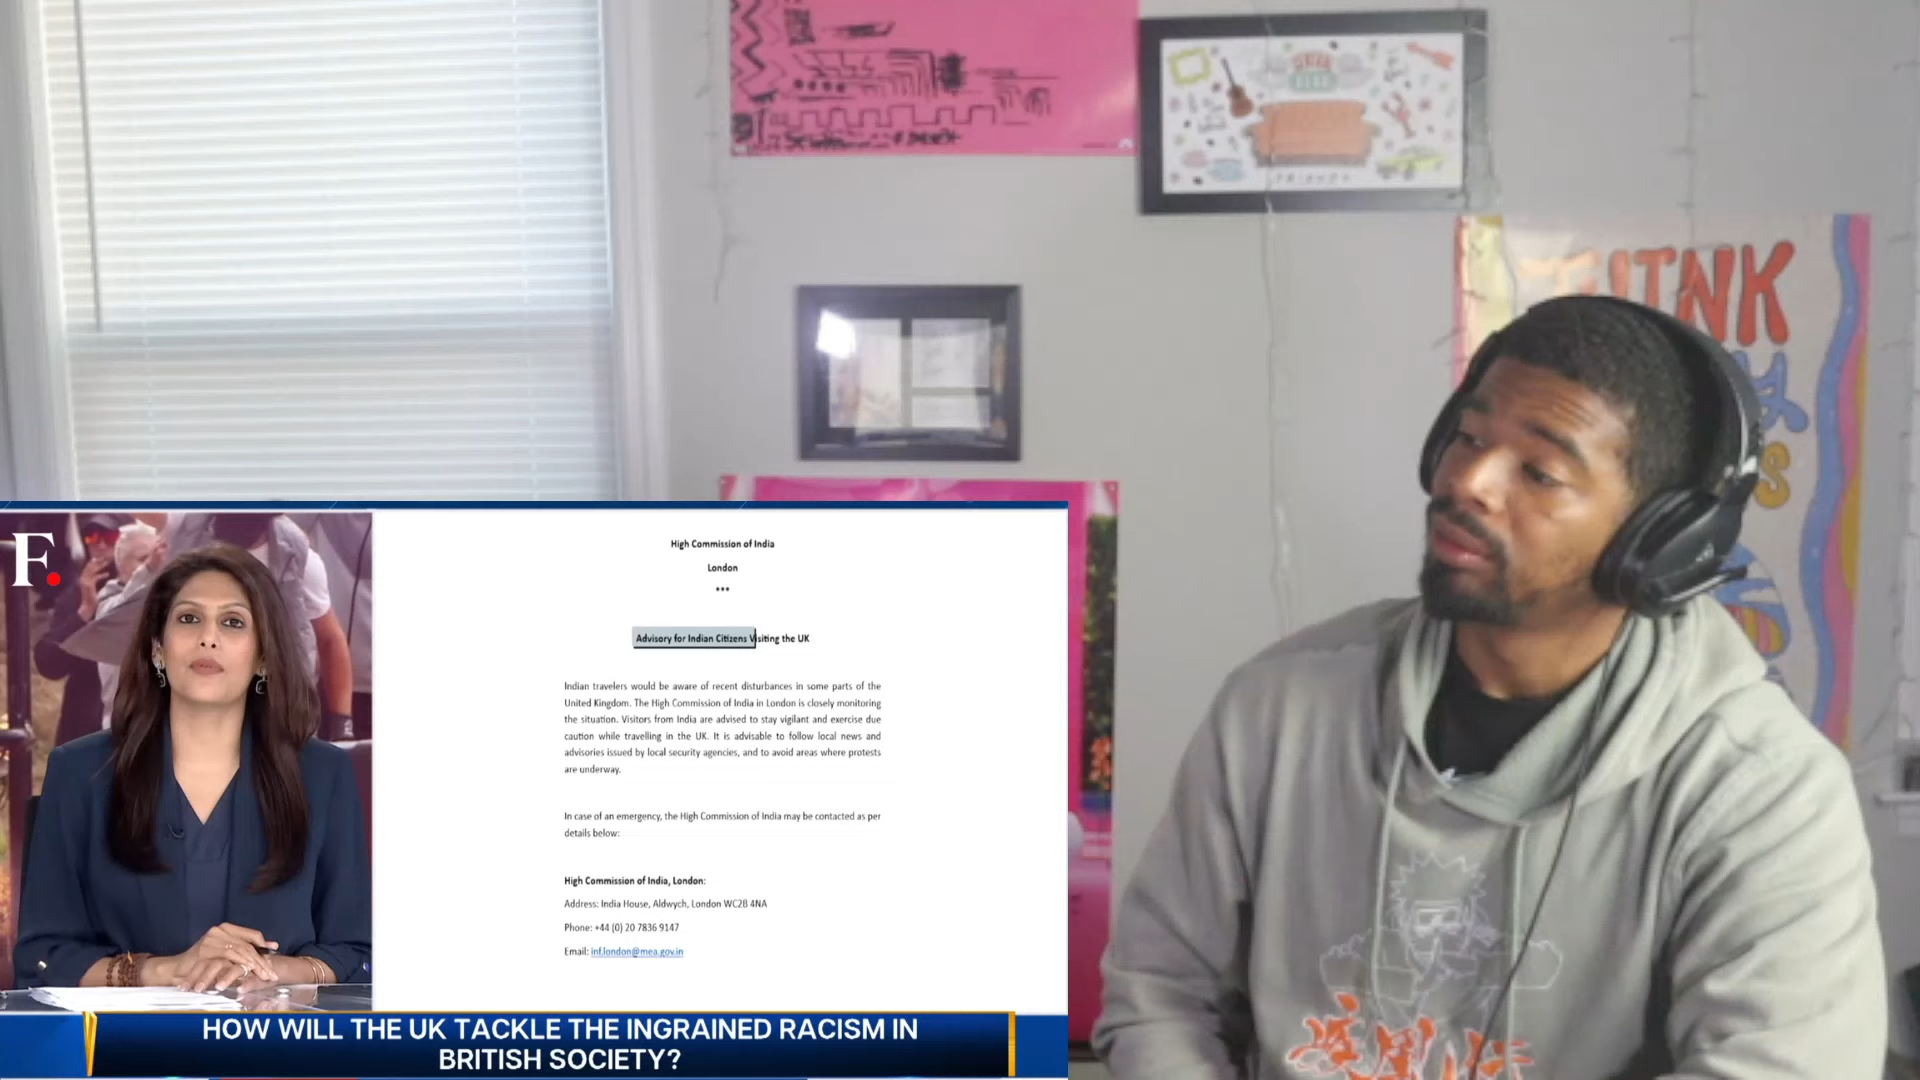 FRIENDS
THINK
F.
High Commission of India
London
***
Advisory for Indian Citizens Visiting the UK
Indian travelers would be aware of recent disturbances in some parts of the
United Kingdom. The High Commission of India in London is closely monitoring
the situation. Visitors from India are advised to stay vigilant and exercise due
caution while travelling in the UK. It is advisable to follow local news and
advisories issued by local security agencies, and to avoid areas where protests
are underway.
In case of an emergency, the High Commission of India may be contacted as per
details below:
High Commission of India, London:
Address: India House, Aldwych, London WC2B 4NA
Phone: +44 (0) 20 7836 9147
Email: inf.london@mea.gov.in
HOW WILL THE UK TACKLE THE INGRAINED RACISM IN
BRITISH SOCIETY?